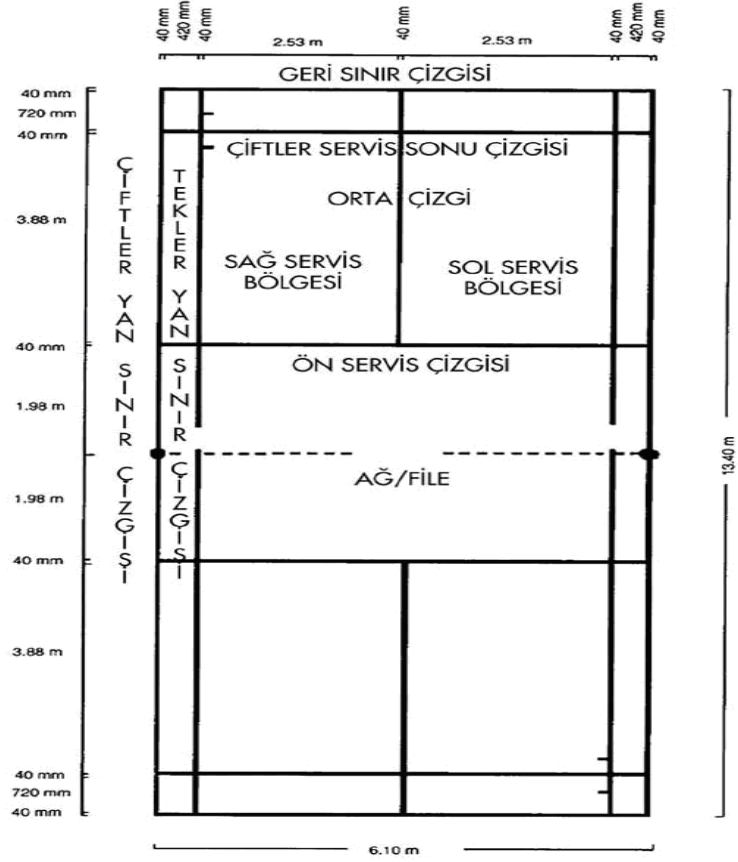 40 mm
420 mm
40 mm
2.53 m
40 mm
2.53 m
40 mm
420 mm
40 mm
GERİ SINIR ÇİZGİSİ
40 mm
720 mm
40 mm
ÇİFTLER SERVİS SONU ÇİZGİSİ
ÇİFTLER YAN SINIR ÇİZGİSİ
TEKLER YAN SINIR ÇİZGİSİ
ORTA ÇİZGİ
3.88 m
SAĞ SERVİS
BÖLGESİ
SOL SERVİS
BÖLGESİ
40 mm
ÖN SERVİS ÇİZGİSİ
1.98 m
13.40 m
AĞ/FİLE
1.98 m
40 mm
3.88 m
40 mm
720 mm
40 mm
6.10 m